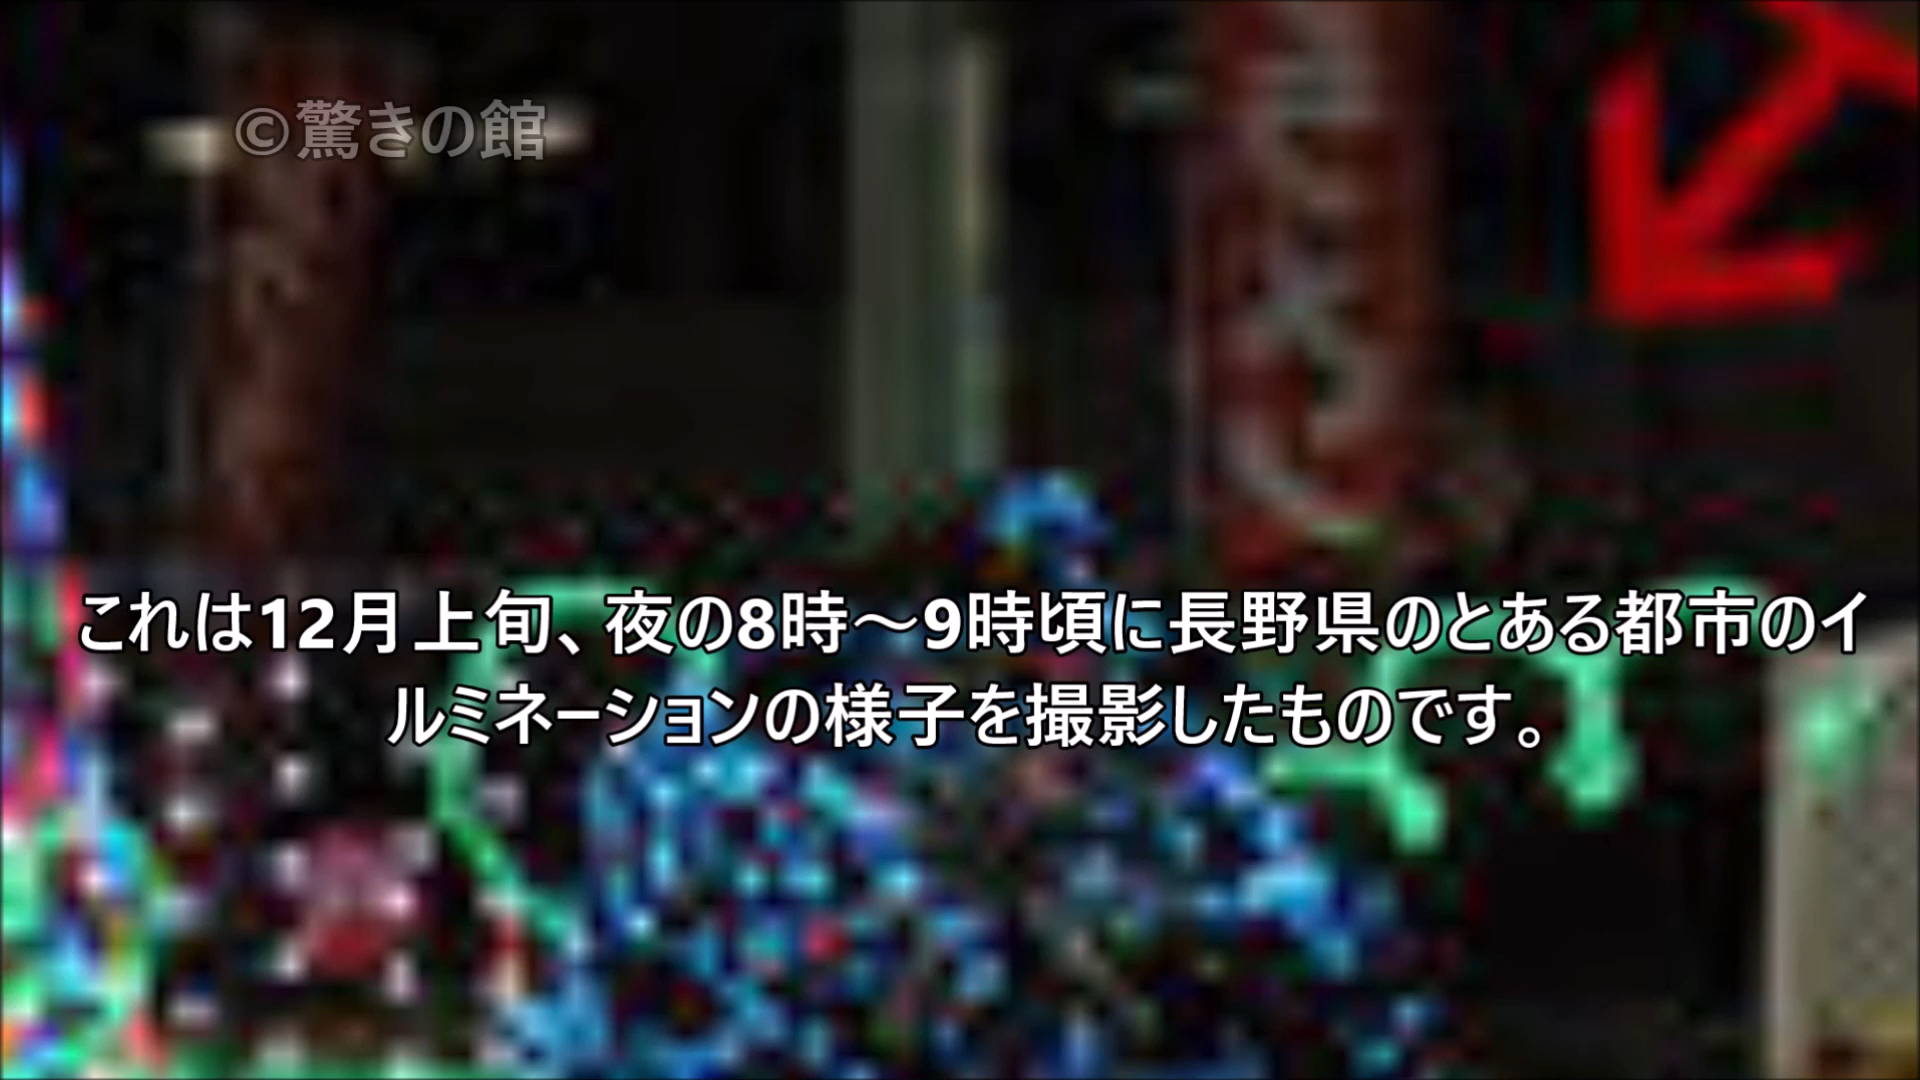 ©驚きの館
これは12月上旬、夜の8時～9時頃に長野県のとある都市のイ
ルミネーションの様子を撮影したものです。